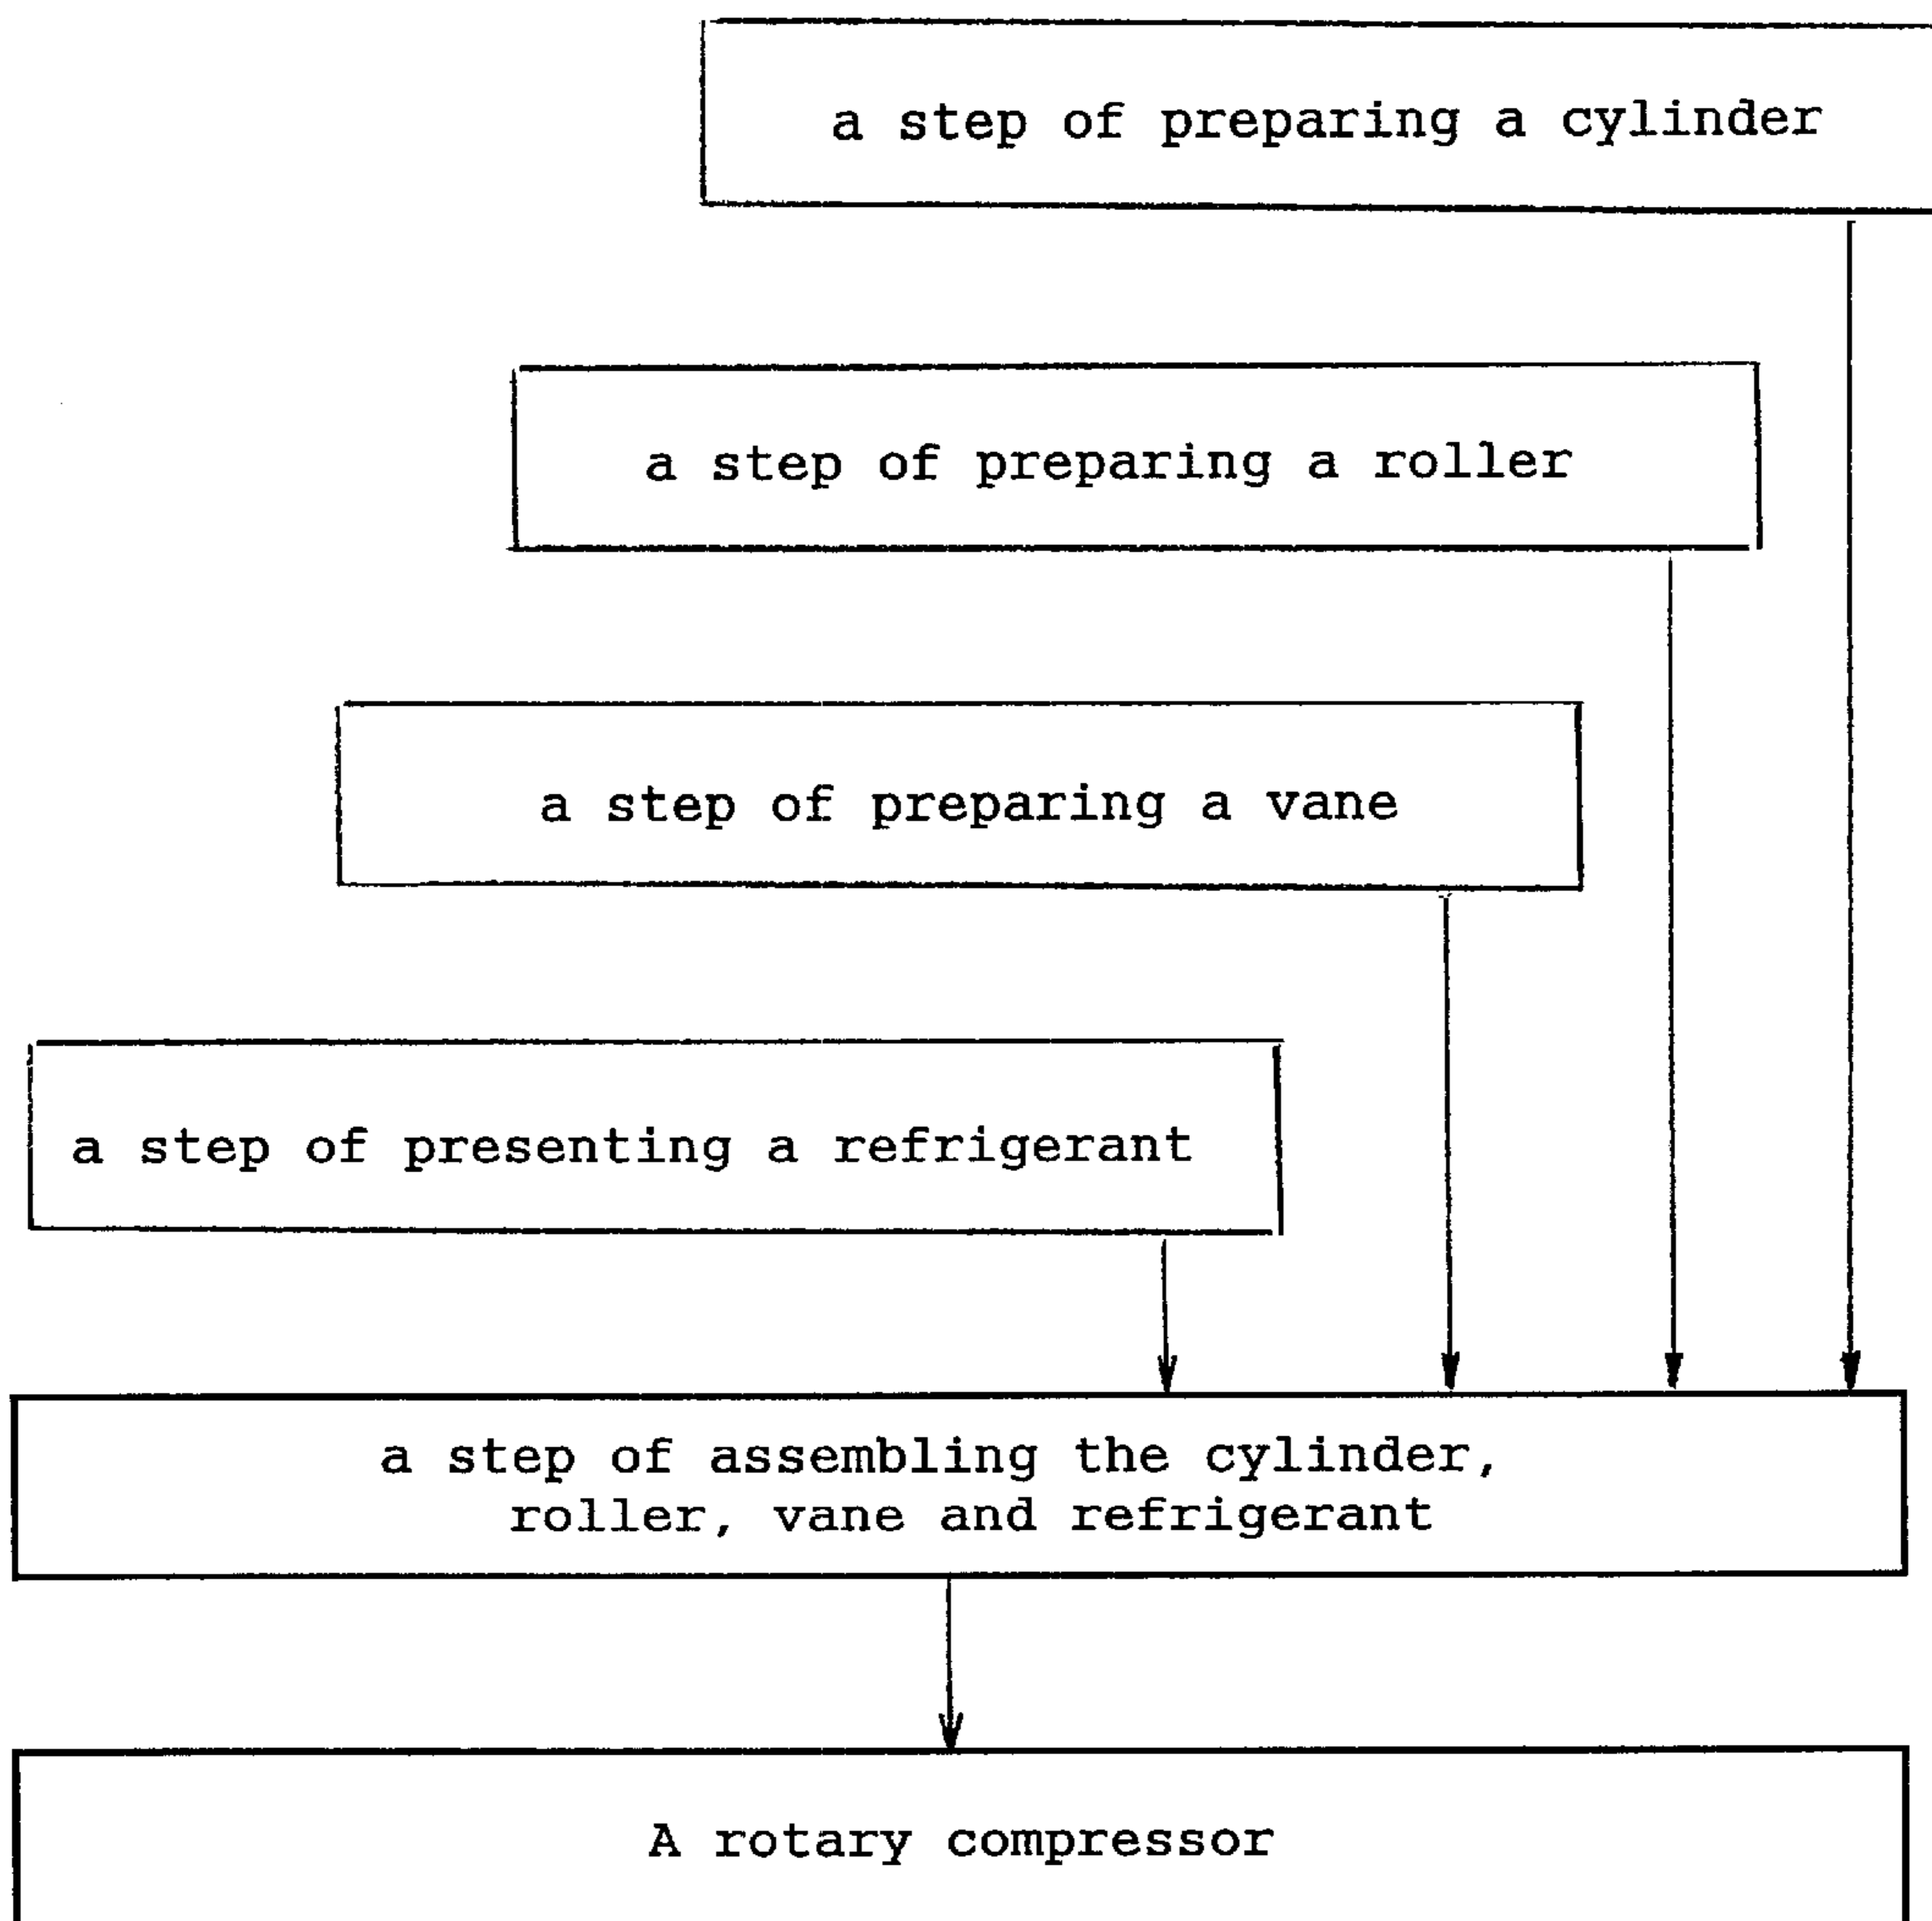 a step of preparing a cylinder
a step of preparing a roller
a step of preparing a vane
a step of presenting a refrigerant
a step of assembling the cylinder,
roller, vane and refrigerant
A rotary compressor